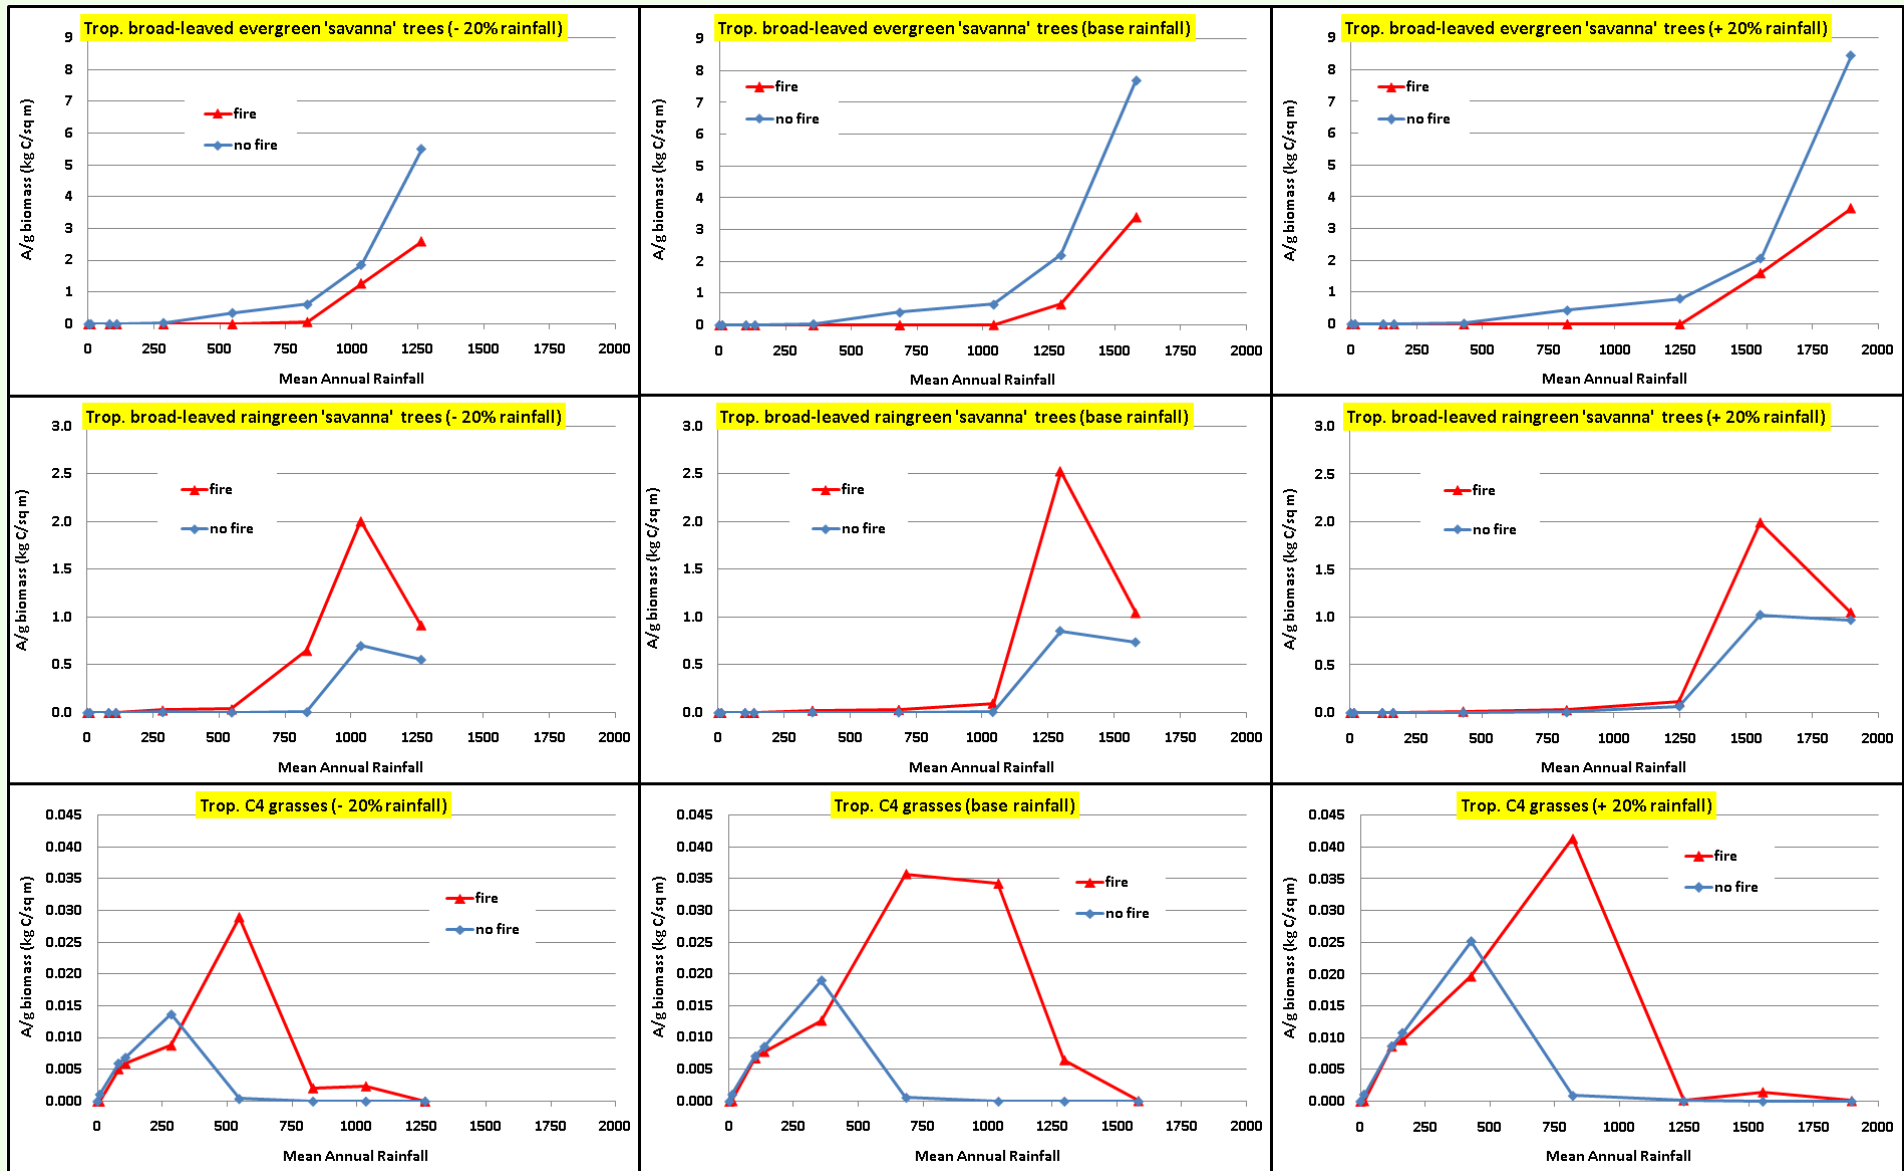 Trop. broad-leaved evergreen 'savanna' trees (- 20% rainfall)
9
8
7
6
5
4
3
2
1
0
A/g biomass (kg C/sq m)
fire
no fire
0 250 500 750 1000 1250 1500 1750 2000
Mean Annual Rainfall
Trop. broad-leaved evergreen 'savanna' trees (base rainfall)
9
8
7
6
5
4
3
2
1
0
A/g biomass (kg C/sq m)
fire
no fire
0 250 500 750 1000 1250 1500 1750 2000
Mean Annual Rainfall
Trop. broad-leaved evergreen 'savanna' trees (+ 20% rainfall)
9
8
7
6
5
4
3
2
1
0
A/g biomass (kg C/sq m)
fire
no fire
0 250 500 750 1000 1250 1500 1750 2000
Mean Annual Rainfall
Trop. broad-leaved raingreen 'savanna' trees (- 20% rainfall)
3.0
2.5
2.0
1.5
1.0
0.5
0.0
A/g biomass (kg C/sq m)
fire
no fire
0 250 500 750 1000 1250 1500 1750 2000
Mean Annual Rainfall
Trop. broad-leaved raingreen 'savanna' trees (base rainfall)
3.0
2.5
2.0
1.5
1.0
0.5
0.0
A/g biomass (kg C/sq m)
fire
no fire
0 250 500 750 1000 1250 1500 1750 2000
Mean Annual Rainfall
Trop. broad-leaved raingreen 'savanna' trees (+ 20% rainfall)
3.0
2.5
2.0
1.5
1.0
0.5
0.0
A/g biomass (kg C/sq m)
fire
no fire
0 250 500 750 1000 1250 1500 1750 2000
Mean Annual Rainfall
Trop. C4 grasses (- 20% rainfall)
0.045
0.040
0.035
0.030
0.025
0.020
0.015
0.010
0.005
0.000
A/g biomass (kg C/sq m)
fire
no fire
0 250 500 750 1000 1250 1500 1750 2000
Mean Annual Rainfall
Trop. C4 grasses (base rainfall)
0.045
0.040
0.035
0.030
0.025
0.020
0.015
0.010
0.005
0.000
A/g biomass (kg C/sq m)
fire
no fire
0 250 500 750 1000 1250 1500 1750 2000
Mean Annual Rainfall
Trop. C4 grasses (+ 20% rainfall)
0.045
0.040
0.035
0.030
0.025
0.020
0.015
0.010
0.005
0.000
A/g biomass (kg C/sq m)
fire
no fire
0 250 500 750 1000 1250 1500 1750 2000
Mean Annual Rainfall